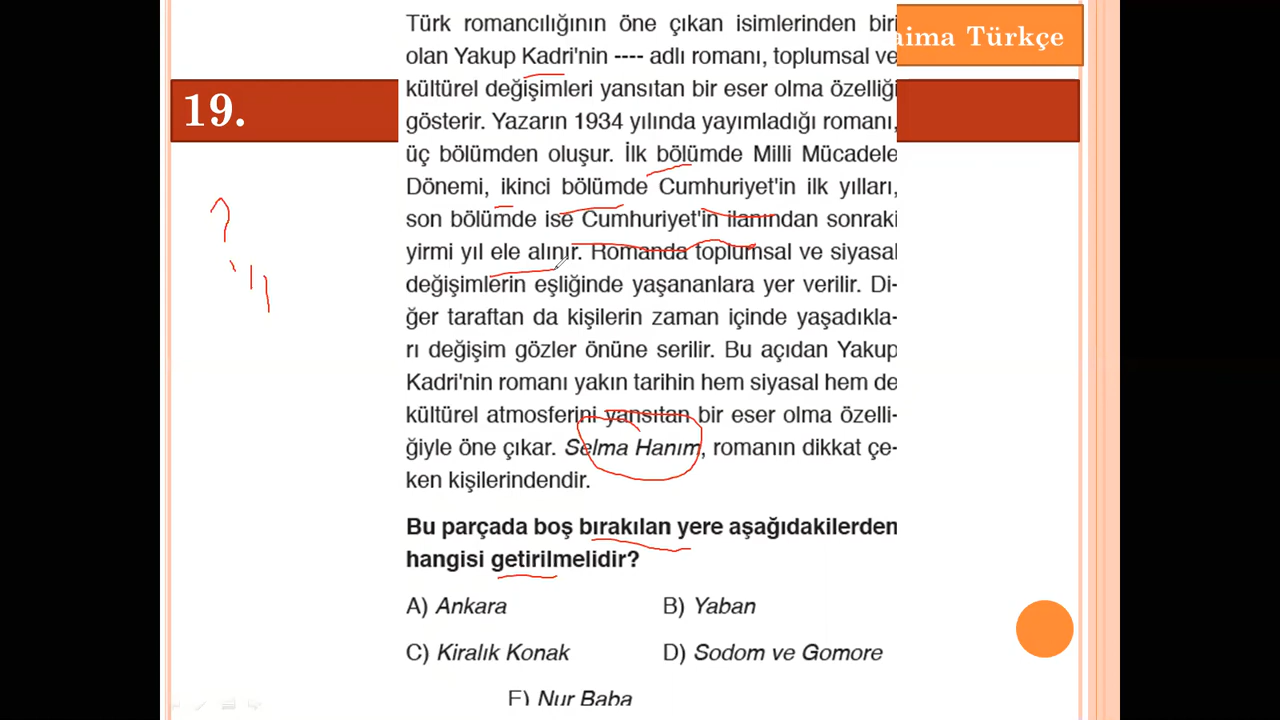 Türk romancılığının öne çıkan isimlerinden biri
olan Yakup Kadri'nin ---- adlı romanı, toplumsal ve
aima Türkçe
kültürel değişimleri yansıtan bir eser olma özelliği
19.
gösterir. Yazarın 1934 yılında yayımladığı romanı,
üç bölümden oluşur. İlk bölümde Milli Mücadele
Dönemi, ikinci bölümde Cumhuriyet'in ilk yılları,
son bölümde ise Cumhuriyet'in ilanından sonraki
yirmi yıl ele alınır. Romanda toplumsal ve siyasal
değişimlerin eşliğinde yaşananlara yer verilir. Di-
ğer taraftan da kişilerin zaman içinde yaşadıkla-
rı değişim gözler önüne serilir. Bu açıdan Yakup
Kadri'nin romanı yakın tarihin hem siyasal hem de
kültürel atmosferini yansıtan bir eser olma özelli-
ğiyle öne çıkar. Selma Hanım, romanın dikkat çe-
ken kişilerindendir.
Bu parçada boş bırakılan yere aşağıdakilerden
hangisi getirilmelidir?
A) Ankara B) Yaban
C) Kiralık Konak D) Sodom ve Gomore
E) Nur Baba